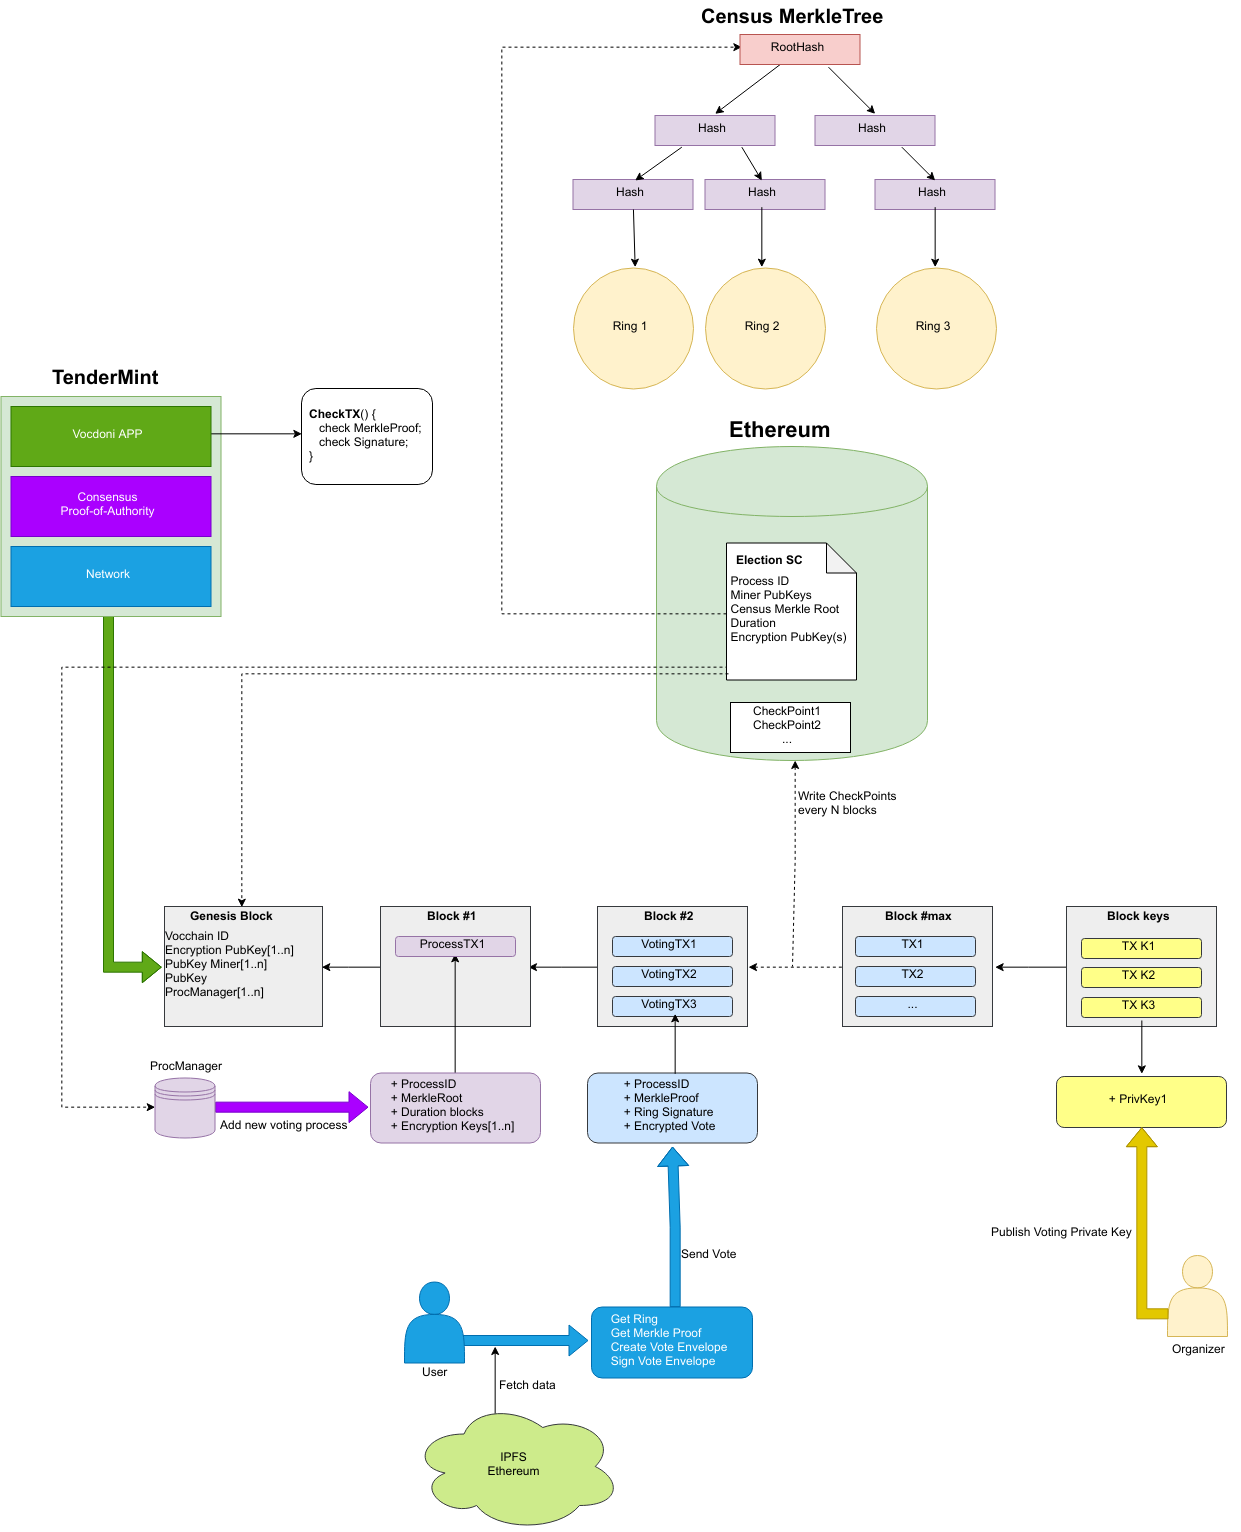 Census MerkleTree
RootHash
Hash
Hash
Hash
Hash
Hash
Ring 1
Ring 2
Ring 3
TenderMint
Vocdoni APP
Consensus
Proof-of-Authority
Network
CheckTX() {
check MerkleProof;
check Signature;
}
Ethereum
Election SC
Process ID
Miner PubKeys
Census Merkle Root
Duration
Encryption PubKey(s)
CheckPoint1
CheckPoint2
...
Write CheckPoints
every N blocks
Genesis Block
Vocchain ID
Encryption PubKey[1..n]
PubKey Miner[1..n]
PubKey
ProcManager[1..n]
Block #1
ProcessTX1
Block #2
VotingTX1
VotingTX2
VotingTX3
Block #max
TX1
TX2
...
Block keys
TX K1
TX K2
TX K3
ProcManager
Add new voting process
+ ProcessID
+ MerkleRoot
+ Duration blocks
+ Encryption Keys[1..n]
+ ProcessID
+ MerkleProof
+ Ring Signature
+ Encrypted Vote
+ PrivKey1
Publish Voting Private Key
Organizer
Send Vote
Get Ring
Get Merkle Proof
Create Vote Envelope
Sign Vote Envelope
User
Fetch data
IPFS
Ethereum